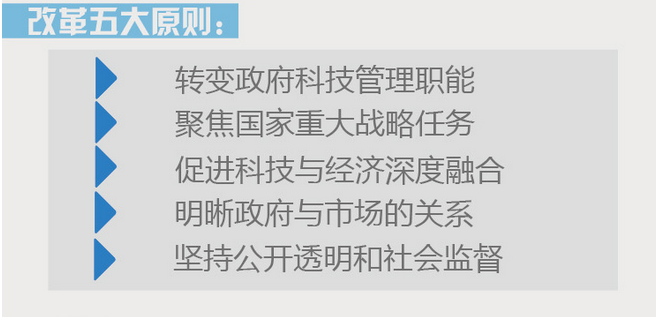 改革五大原则：
转变政府科技管理职能
聚焦国家重大战略任务
促进科技与经济深度融合
明晰政府与市场的关系
坚持公开透明和社会监督